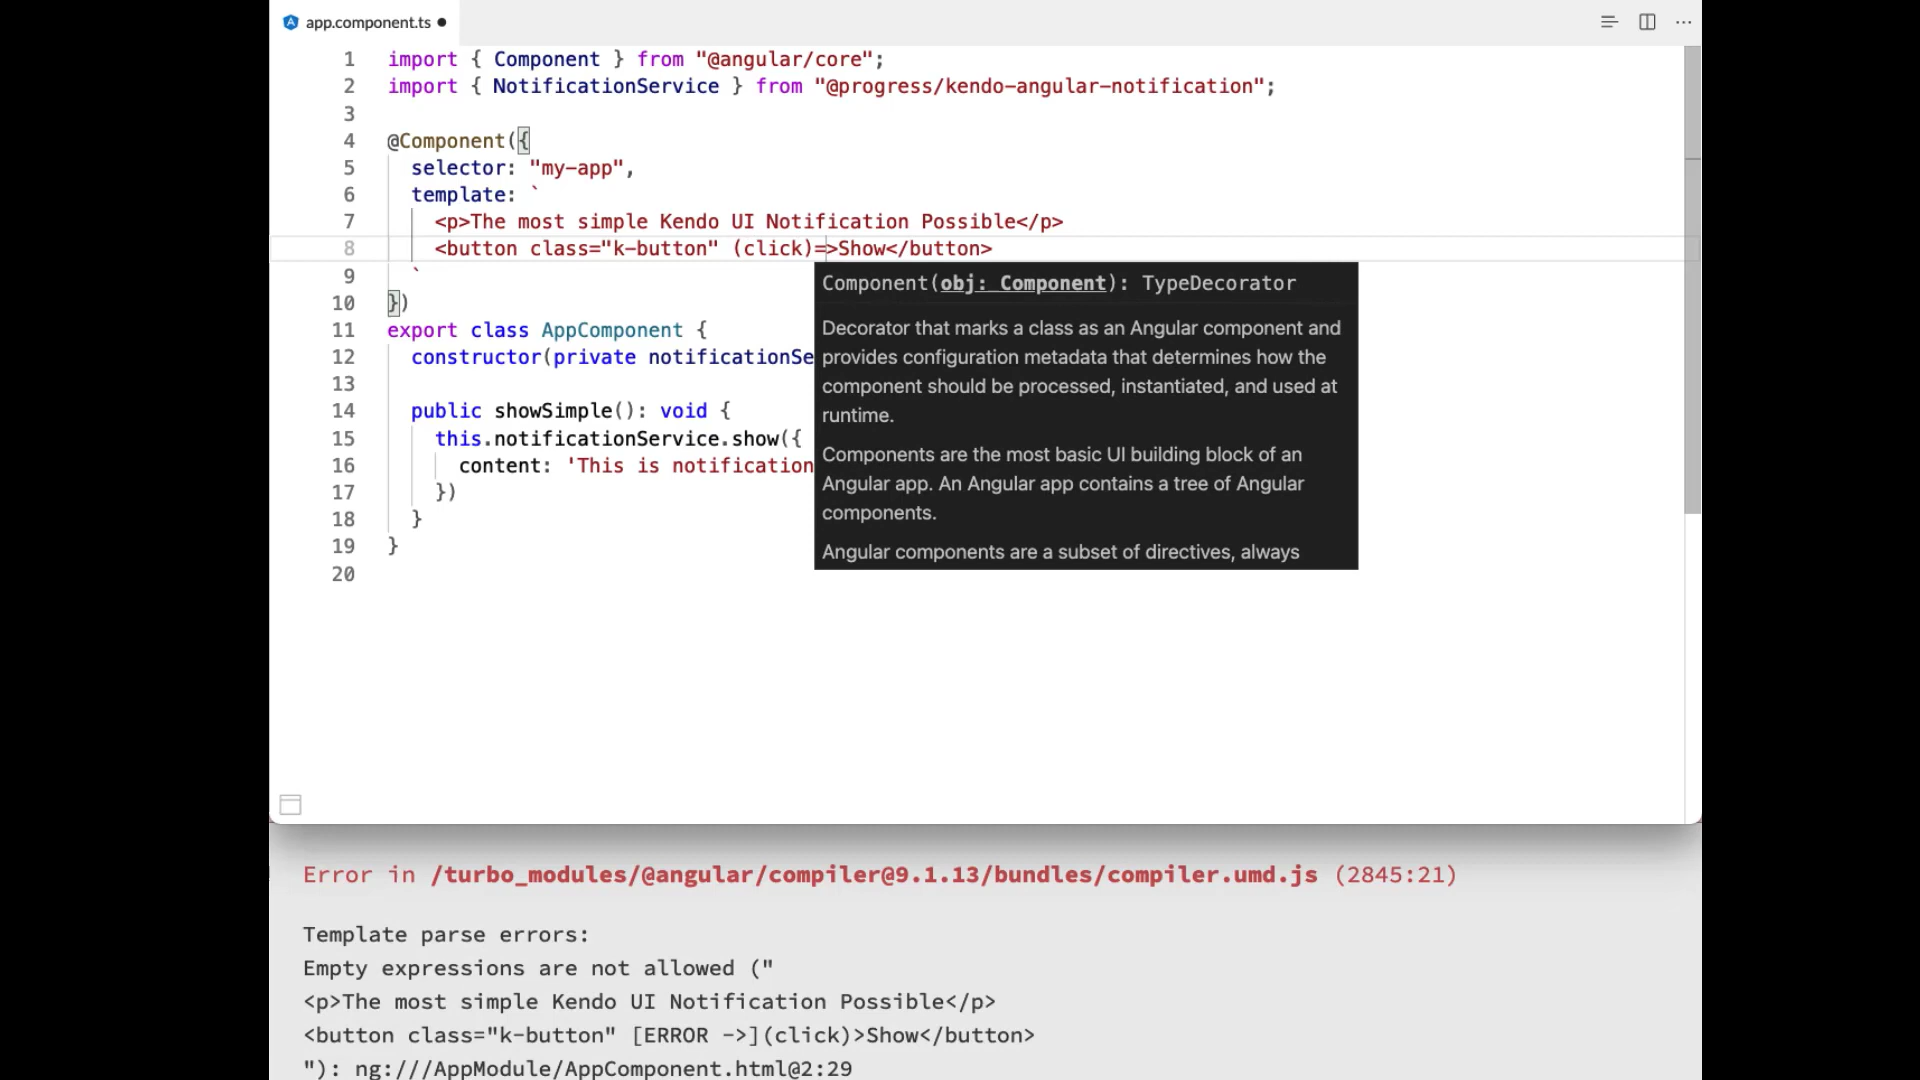 app.component.ts
1 import { Component } from "@angular/core";
2 import { NotificationService } from "@progress/kendo-angular-notification";
3
4 @Component({
5 selector: "my-app",
6 template: `
7 <p>The most simple Kendo UI Notification Possible</p>
8 <button class="k-button" (click)=>Show</button>
9 `
10 })
11 export class AppComponent {
12 constructor(private notificationSe
13
14 public showSimple(): void {
15 this.notificationService.show({
16 content: 'This is notification
17 })
18 }
19 }
20
Component(obj: Component): TypeDecorator
Decorator that marks a class as an Angular component and
provides configuration metadata that determines how the
component should be processed, instantiated, and used at
runtime.
Components are the most basic UI building block of an
Angular app. An Angular app contains a tree of Angular
components.
Angular components are a subset of directives, always
Error in /turbo_modules/@angular/compiler@9.1.13/bundles/compiler.umd.js (2845:21)
Template parse errors:
Empty expressions are not allowed ("
<p>The most simple Kendo UI Notification Possible</p>
<button class="k-button" [ERROR ->](click)>Show</button>
"): ng:///AppModule/AppComponent.html@2:29